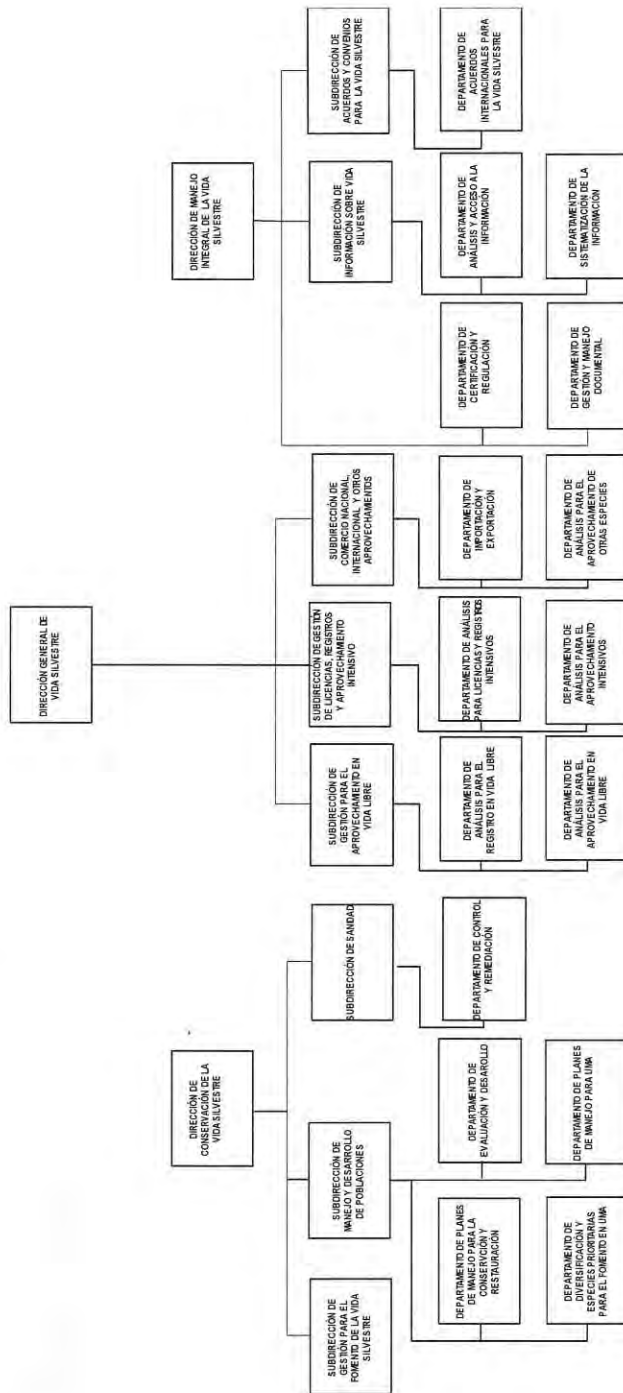 DIRECCIÓN GENERAL DE
VIDA SILVESTRE
DIRECCIÓN DE
CONSERVACIÓN DE LA
VIDA SILVESTRE
DIRECCIÓN DE MANEJO
INTEGRAL DE LA VIDA
SILVESTRE
SUBDIRECCIÓN DE
GESTIÓN PARA EL
FOMENTO DE LA VIDA
SILVESTRE
SUBDIRECCIÓN DE
MANEJO Y DESARROLLO
DE POBLACIONES
SUBDIRECCIÓN DE SANIDAD
SUBDIRECCIÓN DE
GESTIÓN PARA EL
APROVECHAMIENTO EN
VIDA LIBRE
SUBDIRECCIÓN DE GESTIÓN
DE LICENCIAS, REGISTROS
Y APROVECHAMIENTO
INTENSIVO
SUBDIRECCIÓN DE
COMERCIO NACIONAL,
INTERNACIONAL Y OTROS
APROVECHAMIENTOS
SUBDIRECCIÓN DE
INFORMACIÓN SOBRE VIDA
SILVESTRE
SUBDIRECCIÓN DE
ACUERDOS Y CONVENIOS
PARA LA VIDA SILVESTRE
DEPARTAMENTO DE PLANES
DE MANEJO PARA LA
CONSERVCIÓN Y
RESTAURACIÓN
DEPARTAMENTO DE
EVALUACIÓN Y DESAROLLO
DEPARTAMENTO DE CONTROL
Y REMEDIACIÓN
DEPARTAMENTO DE
ANÁLISIS PARA EL
REGISTRO EN VIDA LIBRE
DEPARTAMENTO DE ANÁLISIS
PARA LICENCIAS Y REGISTROS
INTENSIVOS
DEPARTAMENTO DE
IMPORTACIÓN Y
EXPORTACIÓN
DEPARTAMENTO DE
CERTIFICACIÓN Y
REGULACIÓN
DEPARTAMENTO DE
ANÁLISIS Y ACCESO A LA
INFORMACIÓN
DEPARTAMENTO DE
ACUERDOS
INTERNACIONALES PARA
LA VIDA SILVESTRE
DEPARTAMENTO DE
DIVERSIFICACIÓN Y
ESPECIES PRIORITARIAS
PARA EL FOMENTO EN UMA
DEPARTAMENTO DE PLANES
DE MANEJO PARA UMA
DEPARTAMENTO DE
ANÁLISIS PARA EL
APROVECHAMIENTO EN
VIDA LIBRE
DEPARTAMENTO DE
ANÁLISIS PARA EL
APROVECHAMIENTO
INTENSIVOS
DEPARTAMENTO DE
ANÁLISIS PARA EL
APROVECHAMIENTO DE
OTRAS ESPECIES
DEPARTAMENTO DE
GESTIÓN Y MANEJO
DOCUMENTAL
DEPARTAMENTO DE
SISTEMATIZACIÓN DE LA
INFORMACIÓN